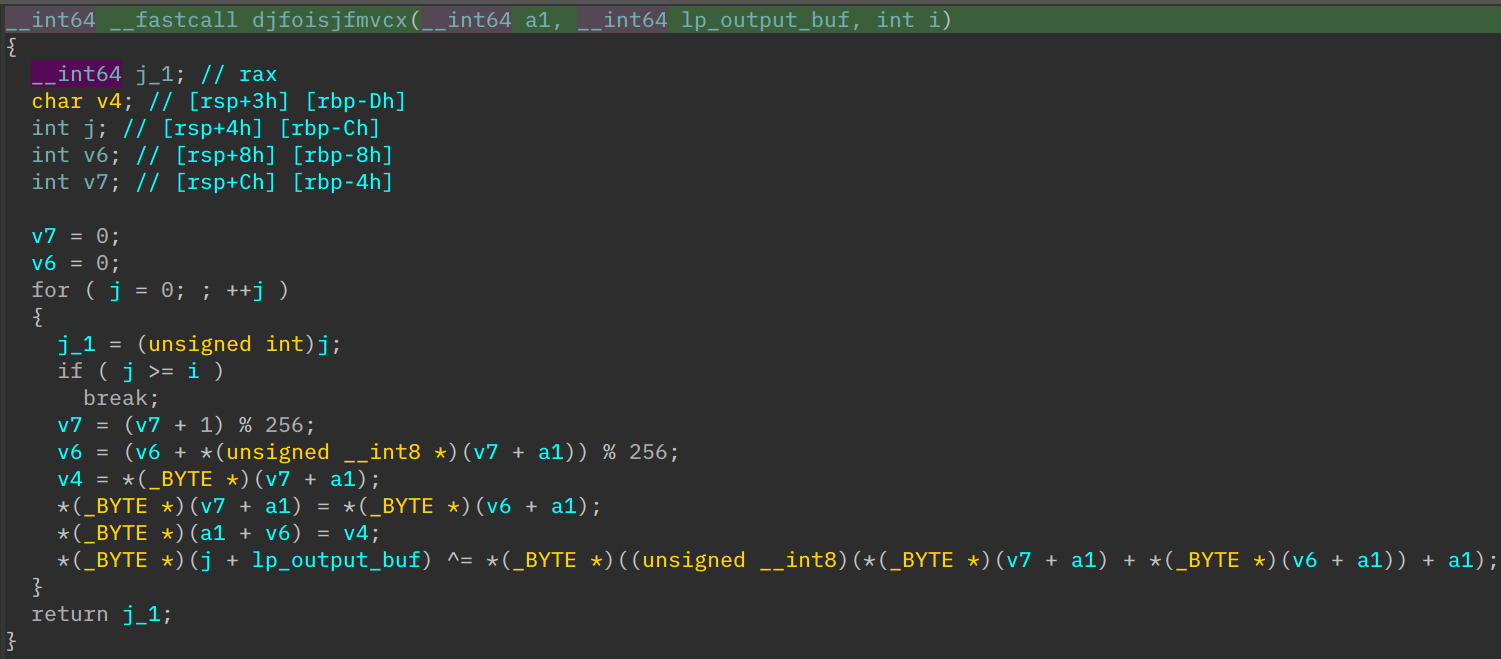 __int64 __fastcall djfoisjfmvcx(__int64 a1, __int64 lp_output_buf, int i)
{
  __int64 j_1; // rax
  char v4; // [rsp+3h] [rbp-Dh]
  int j; // [rsp+4h] [rbp-Ch]
  int v6; // [rsp+8h] [rbp-8h]
  int v7; // [rsp+Ch] [rbp-4h]

  v7 = 0;
  v6 = 0;
  for ( j = 0; ; ++j )
  {
    j_1 = (unsigned int)j;
    if ( j >= i )
      break;
    v7 = (v7 + 1) % 256;
    v6 = (v6 + *(unsigned __int8 *)(v7 + a1)) % 256;
    v4 = *(_BYTE *)(v7 + a1);
    *(_BYTE *)(v7 + a1) = *(_BYTE *)(v6 + a1);
    *(_BYTE *)(a1 + v6) = v4;
    *(_BYTE *)(j + lp_output_buf) ^= *(_BYTE *)((unsigned __int8)(*(_BYTE *)(v7 + a1) + *(_BYTE *)(v6 + a1)) + a1);
  }
  return j_1;
}